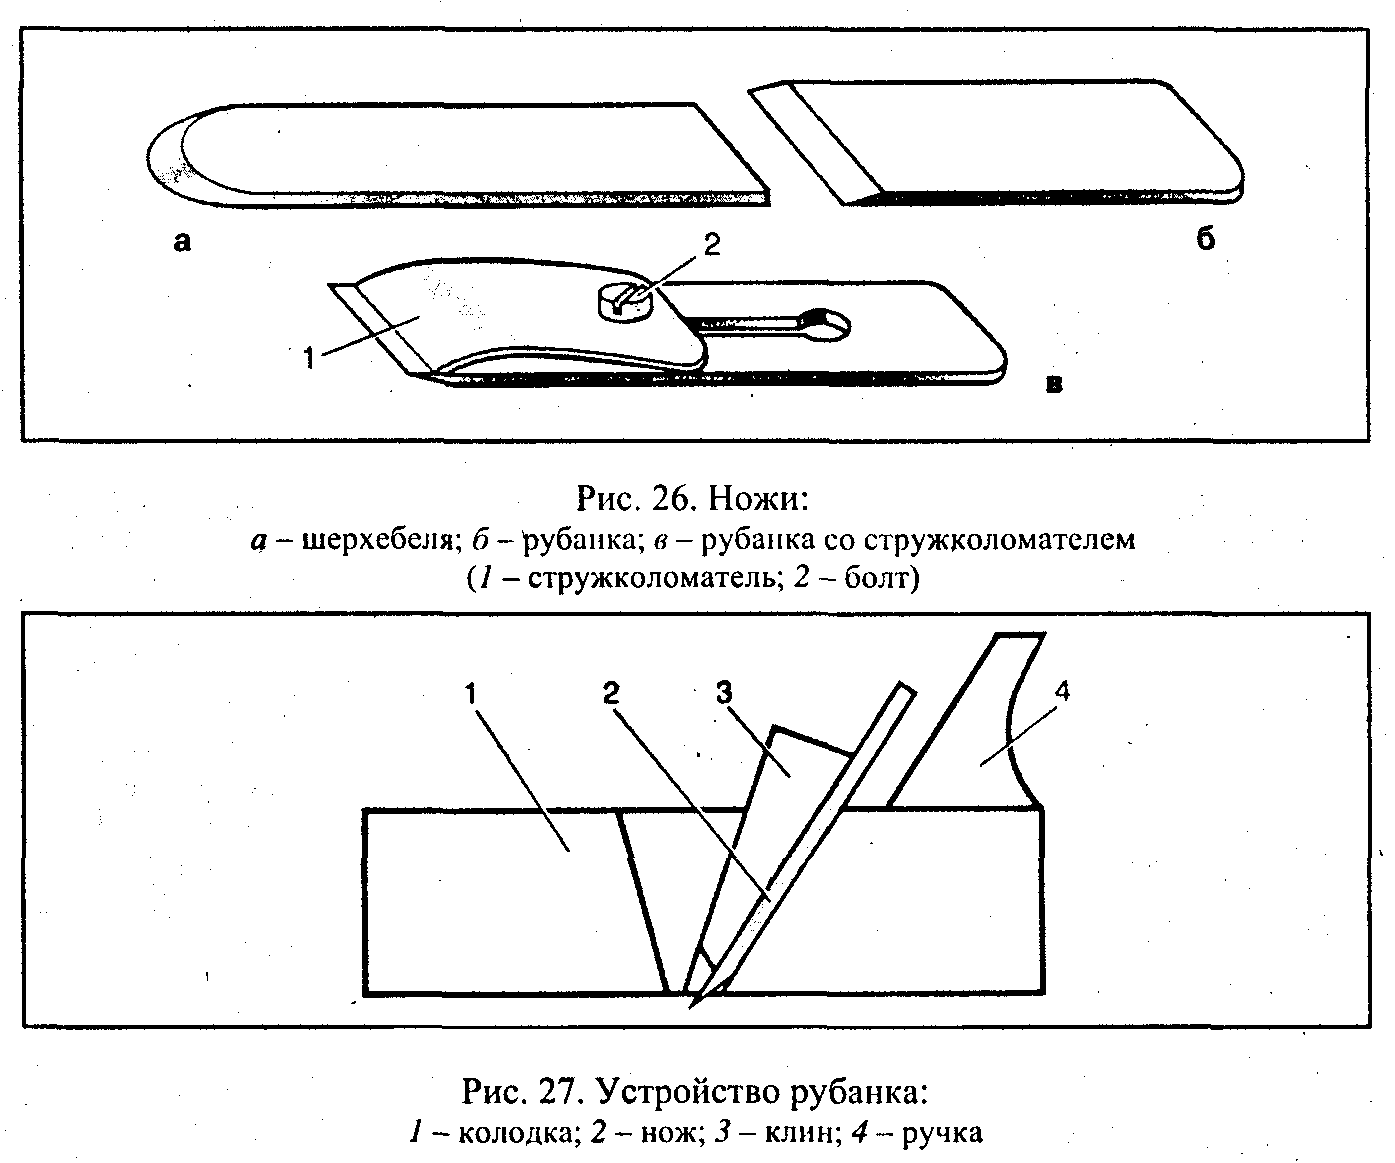 а
б
2
1
в
Рис. 26. Ножи:
а – шерхебеля; б – рубанка; в – рубанка со стружколомателем
(1 – стружколоматель; 2 – болт)
1 2 3 4
Рис. 27. Устройство рубанка:
1 – колодка; 2 – нож; 3 – клин; 4 – ручка